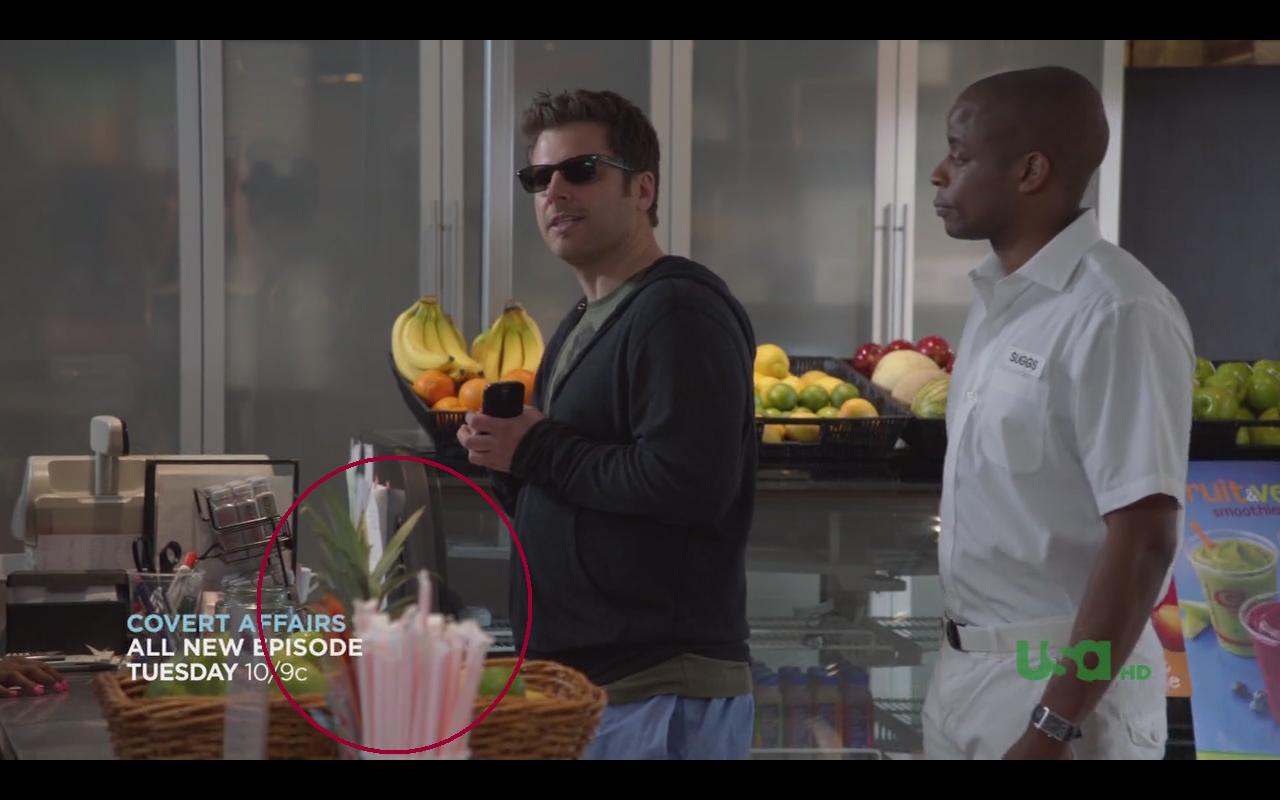 SUGGS
ruit&ve
smoothie
COVERT AFFAIRS
ALL NEW EPISODE
TUESDAY 10/9c
usa HD